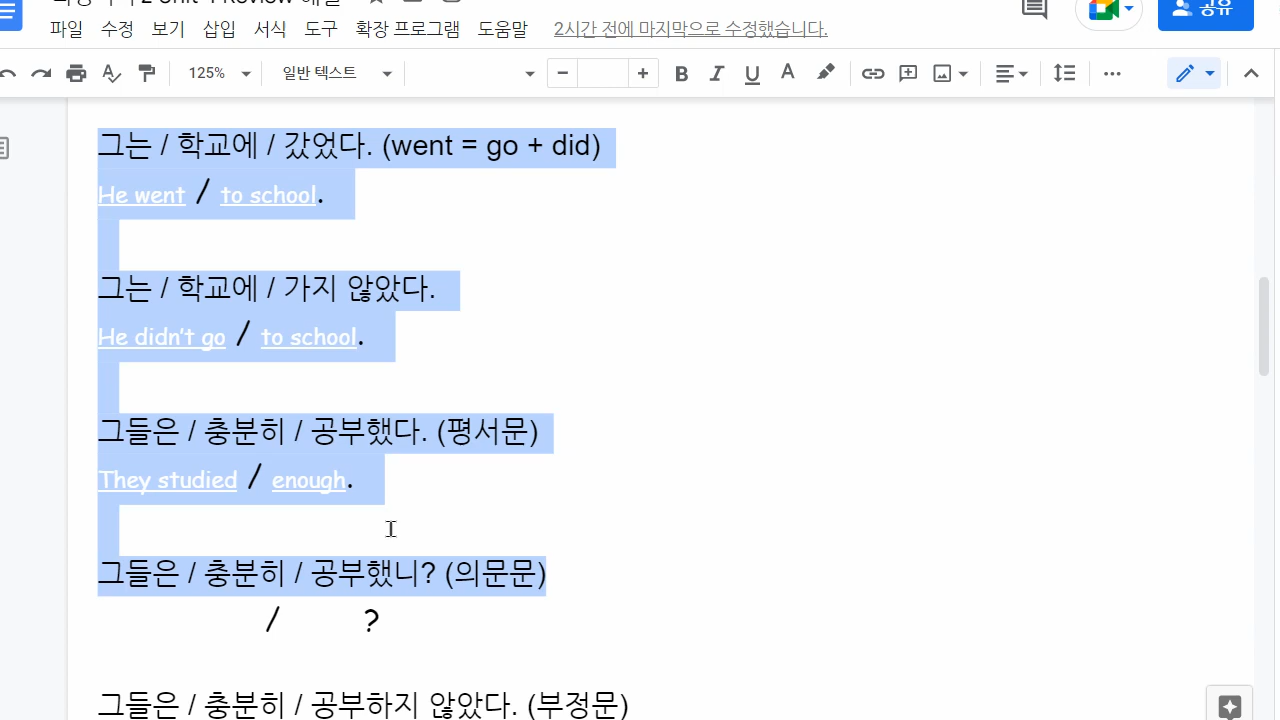 파일 수정 보기 삽입 서식 도구 확장 프로그램 도움말 2시간 전에 마지막으로 수정했습니다.
공유
125% 일반 텍스트 − + B I U A
그는 / 학교에 / 갔었다. (went = go + did)
He went / to school.
그는 / 학교에 / 가지 않았다.
He didn't go / to school.
그들은 / 충분히 / 공부했다. (평서문)
They studied / enough.
그들은 / 충분히 / 공부했니? (의문문)
/ ?
그들은 / 충분히 / 공부하지 않았다. (부정문)